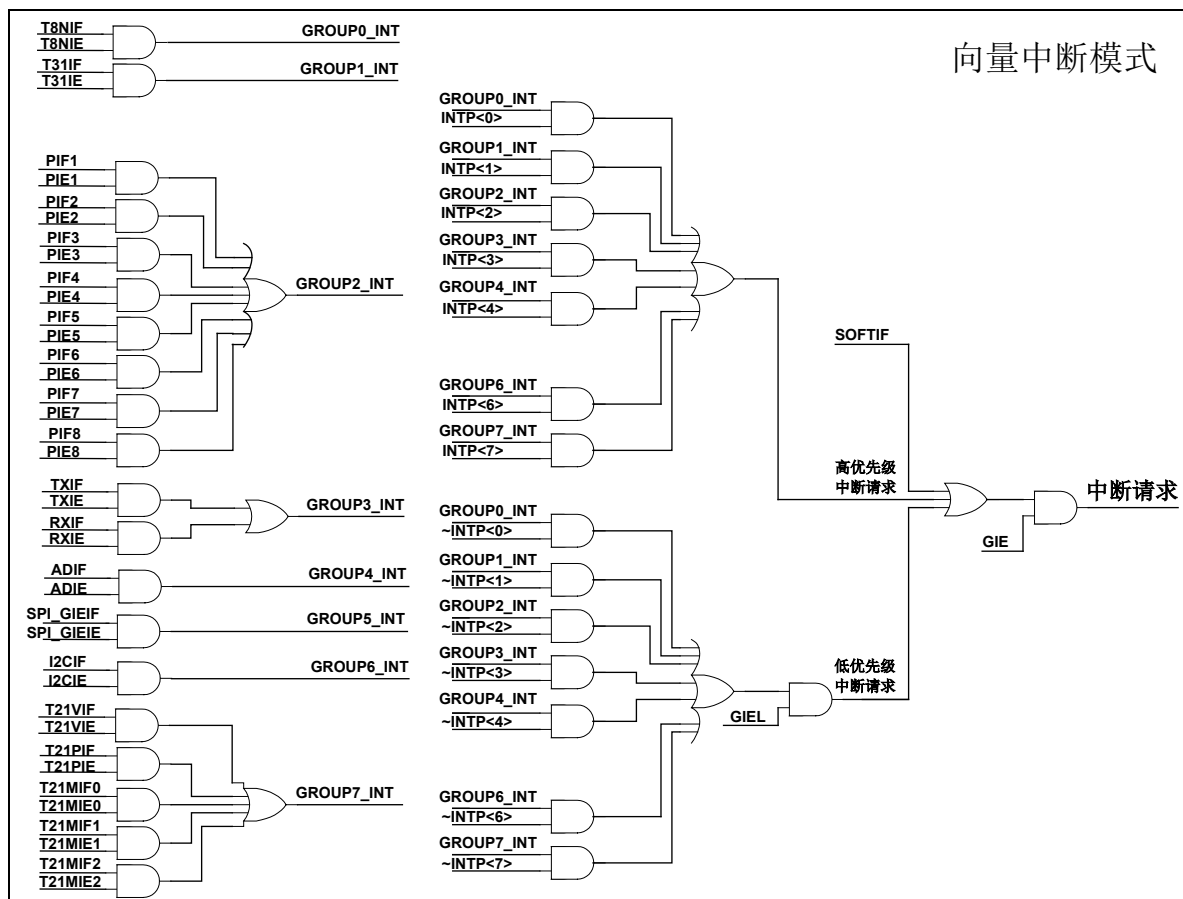 向量中断模式
T8NIF
T8NIE
GROUP0_INT
T31IF
T31IE
GROUP1_INT
PIF1
PIE1
PIF2
PIE2
PIF3
PIE3
PIF4
PIE4
PIF5
PIE5
PIF6
PIE6
PIF7
PIE7
PIF8
PIE8
GROUP2_INT
TXIF
TXIE
RXIF
RXIE
GROUP3_INT
ADIF
ADIE
GROUP4_INT
SPI_GIEIF
SPI_GIEIE
GROUP5_INT
I2CIF
I2CIE
GROUP6_INT
T21VIF
T21VIE
T21PIF
T21PIE
T21MIF0
T21MIE0
T21MIF1
T21MIE1
T21MIF2
T21MIE2
GROUP7_INT
GROUP0_INT
INTP<0>
GROUP1_INT
INTP<1>
GROUP2_INT
INTP<2>
GROUP3_INT
INTP<3>
GROUP4_INT
INTP<4>
GROUP6_INT
INTP<6>
GROUP7_INT
INTP<7>
GROUP0_INT
~INTP<0>
GROUP1_INT
~INTP<1>
GROUP2_INT
~INTP<2>
GROUP3_INT
~INTP<3>
GROUP4_INT
~INTP<4>
GROUP6_INT
~INTP<6>
GROUP7_INT
~INTP<7>
GIEL
SOFTIF
高优先级
中断请求
低优先级
中断请求
GIE
中断请求